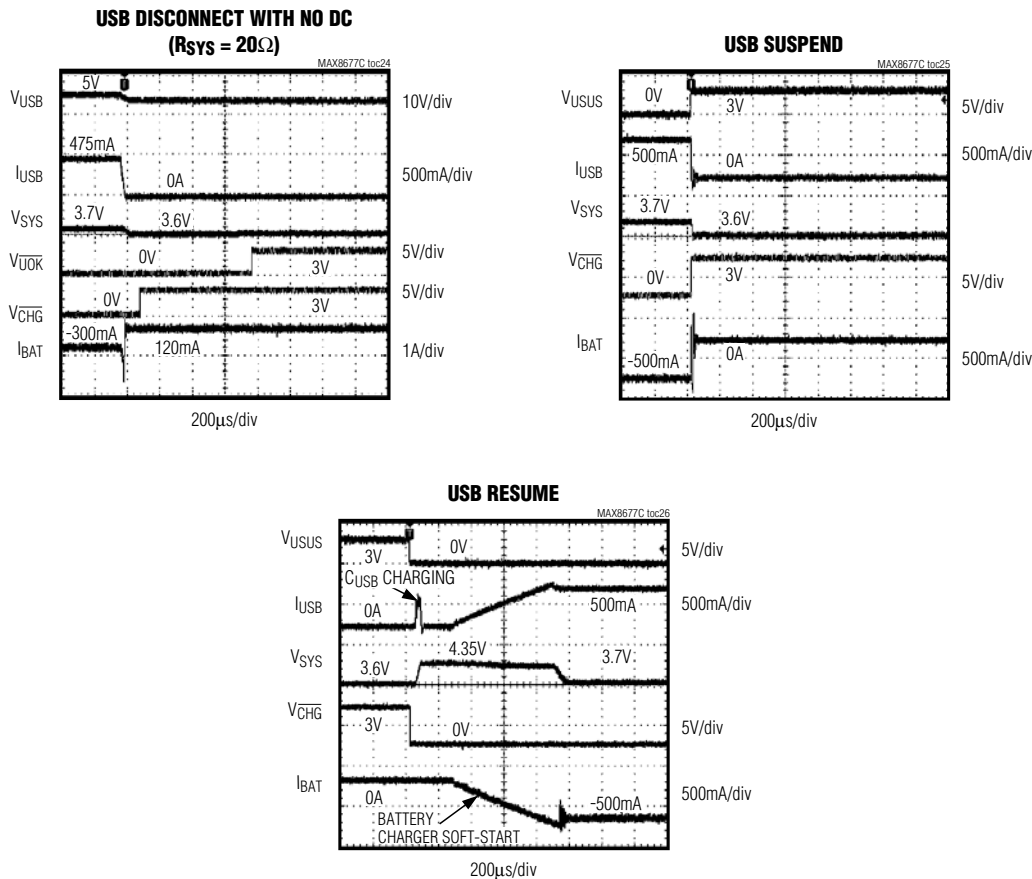 USB DISCONNECT WITH NO DC
(RSYS = 20Ω)
MAX8677C toc24
VUSB
5V
10V/div
475mA
IUSB
0A
500mA/div
VSYS
3.7V
3.6V
VUOK
0V
3V
5V/div
VCHG
0V
3V
5V/div
IBAT
-300mA
120mA
1A/div
200µs/div
USB SUSPEND
MAX8677C toc25
VUSUS
0V
3V
5V/div
IUSB
500mA
0A
500mA/div
VSYS
3.7V
3.6V
VCHG
0V
3V
5V/div
IBAT
-500mA
0A
500mA/div
200µs/div
USB RESUME
MAX8677C toc26
VUSUS
3V
0V
5V/div
CUSB CHARGING
IUSB
0A
500mA
500mA/div
VSYS
3.6V
4.35V
3.7V
VCHG
3V
0V
5V/div
IBAT
0A
-500mA
500mA/div
BATTERY
CHARGER SOFT-START
200µs/div